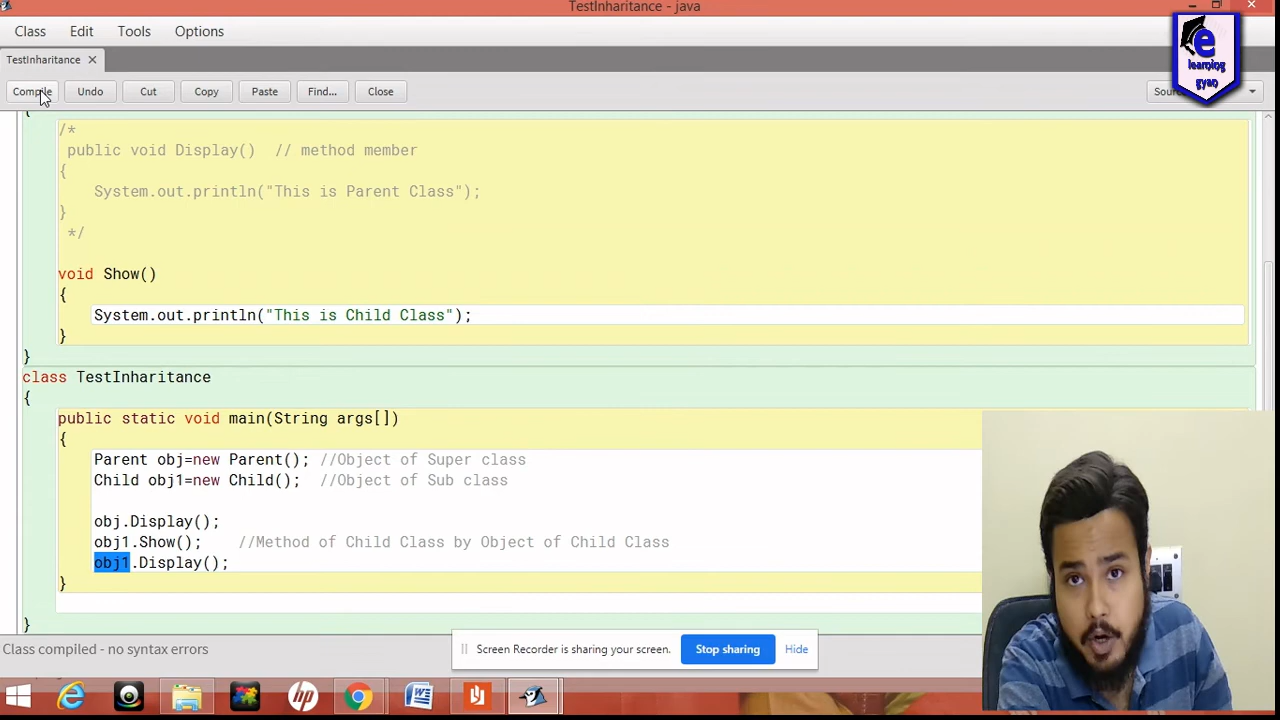 TestInharitance - java
Class Edit Tools Options
TestInharitance
Compile Undo Cut Copy Paste Find... Close
e
learning
gyan
/*
public void Display() // method member
{
System.out.println("This is Parent Class");
}
*/
void Show()
{
System.out.println("This is Child Class");
}
}
class TestInharitance
{
public static void main(String args[])
{
Parent obj=new Parent(); //Object of Super class
Child obj1=new Child(); //Object of Sub class
obj.Display();
obj1.Show(); //Method of Child Class by Object of Child Class
obj1.Display();
}
}
Class compiled - no syntax errors
Screen Recorder is sharing your screen. Stop sharing Hide